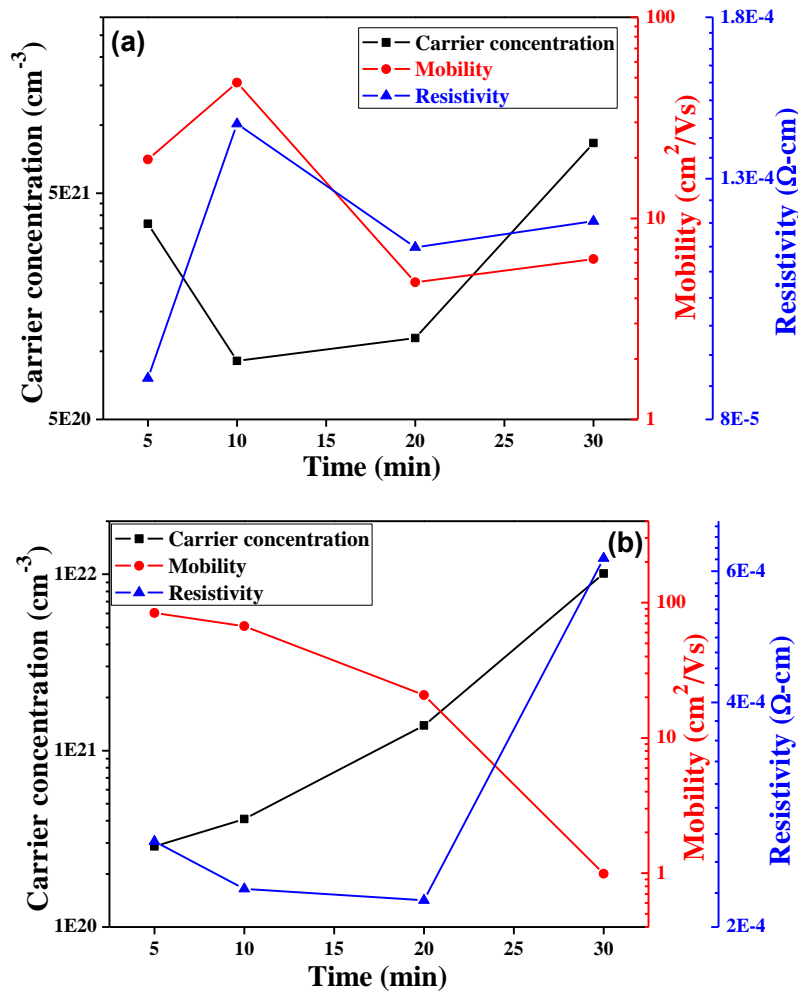 (a)
Carrier concentration
Mobility
Resistivity
Carrier concentration (cm⁻³)
5E21
5E20
5 10 15 20 25 30
Time (min)
100
10
1
Mobility (cm²/Vs)
1.8E-4
1.3E-4
8E-5
Resistivity (Ω-cm)
(b)
Carrier concentration
Mobility
Resistivity
Carrier concentration (cm⁻³)
1E22
1E21
1E20
5 10 15 20 25 30
Time (min)
100
10
1
Mobility (cm²/Vs)
6E-4
4E-4
2E-4
Resistivity (Ω-cm)